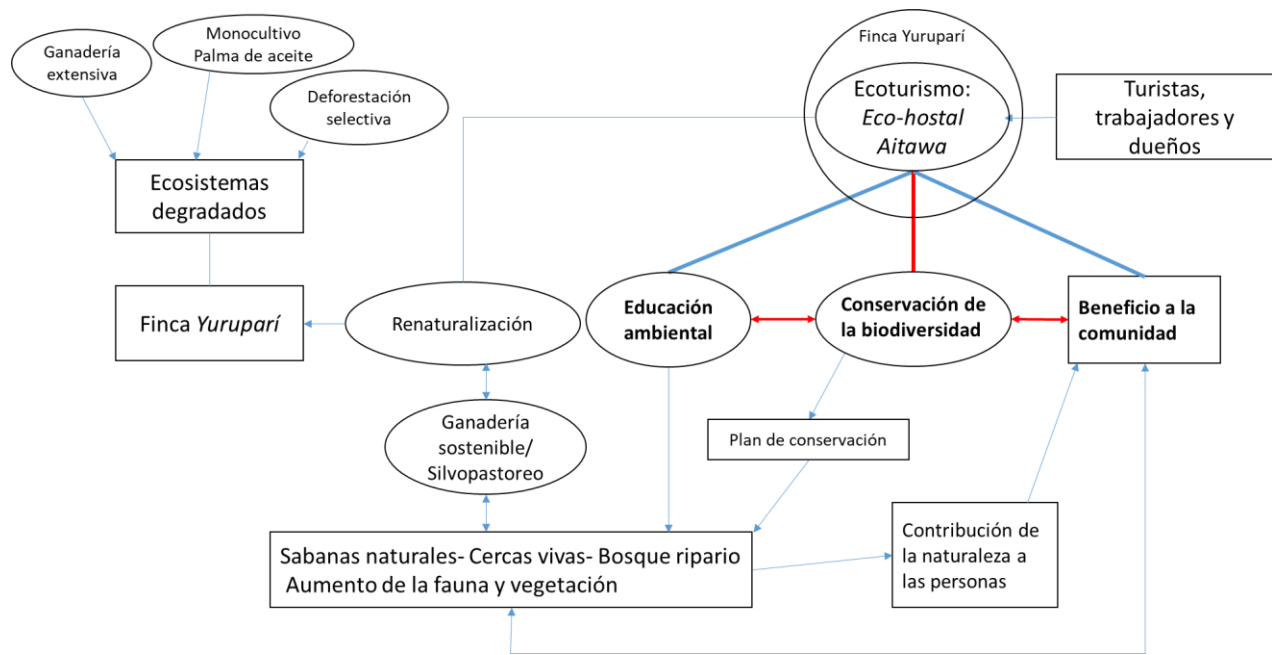 Ganadería
extensiva
Monocultivo
Palma de aceite
Deforestación
selectiva
Ecosistemas
degradados
Finca Yuruparí
Renaturalización
Ganadería
sostenible/
Silvopastoreo
Finca Yuruparí
Ecoturismo:
Eco-hostal
Aitawa
Turistas,
trabajadores y
dueños
Educación
ambiental
Conservación de
la biodiversidad
Beneficio a la
comunidad
Plan de conservación
Sabanas naturales- Cercas vivas- Bosque ripario
Aumento de la fauna y vegetación
Contribución de
la naturaleza a
las personas